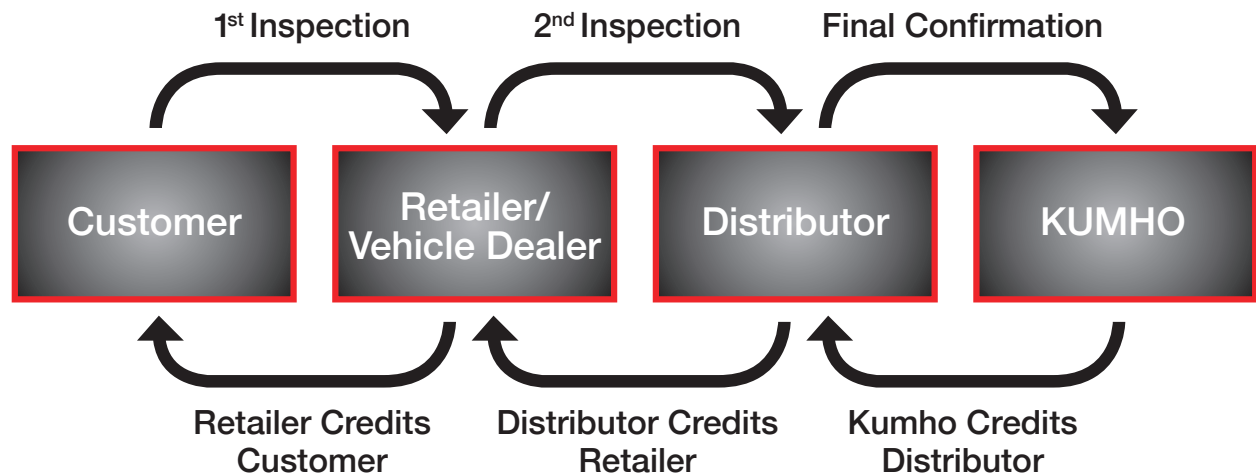 1st Inspection
2nd Inspection
Final Confirmation
Customer
Retailer/
Vehicle Dealer
Distributor
KUMHO
Retailer Credits
Customer
Distributor Credits
Retailer
Kumho Credits
Distributor